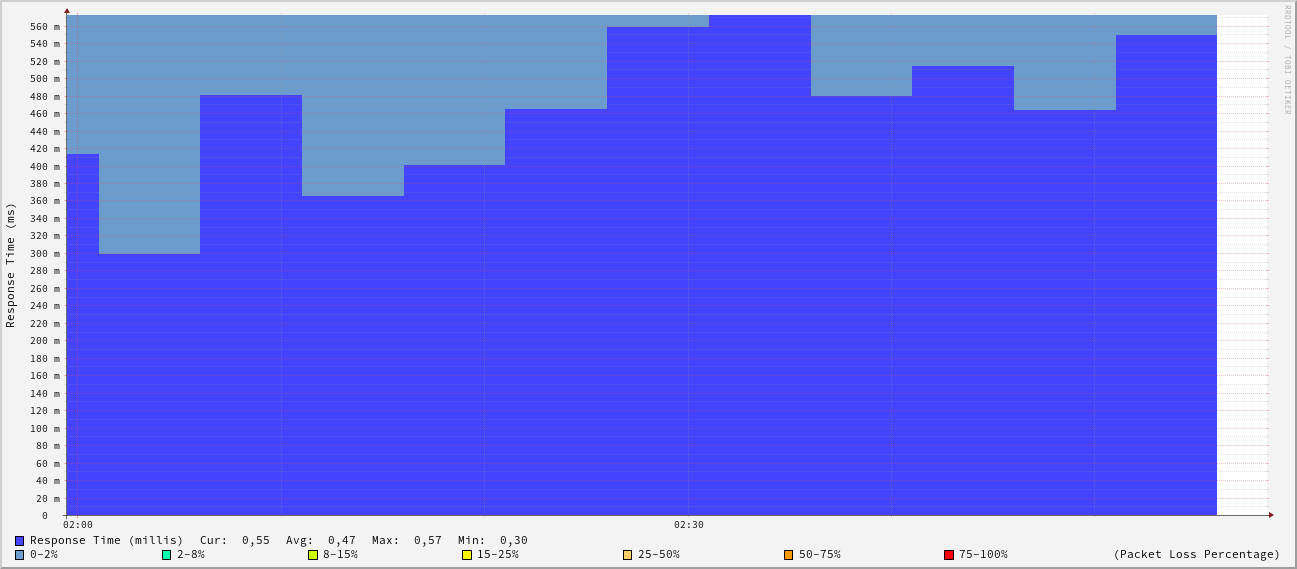 RRDTOOL / TOBI OETIKER
Response Time (ms)
560 m
540 m
520 m
500 m
480 m
460 m
440 m
420 m
400 m
380 m
360 m
340 m
320 m
300 m
280 m
260 m
240 m
220 m
200 m
180 m
160 m
140 m
120 m
100 m
80 m
60 m
40 m
20 m
0
02:00 02:30
Response Time (millis) Cur: 0,55 Avg: 0,47 Max: 0,57 Min: 0,30
0-2% 2-8% 8-15% 15-25% 25-50% 50-75% 75-100% (Packet Loss Percentage)